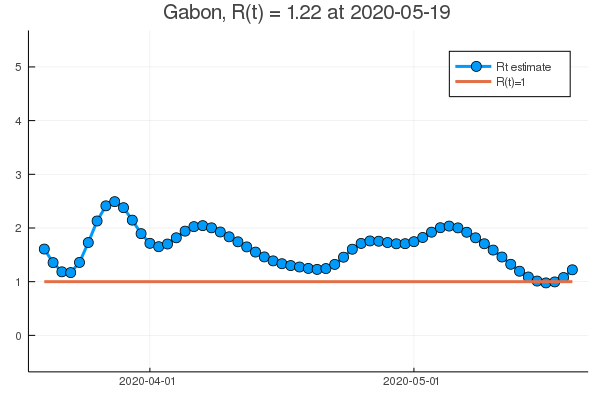 Gabon, R(t) = 1.22 at 2020-05-19
5
4
3
2
1
0
Rt estimate
R(t)=1
2020-04-01
2020-05-01